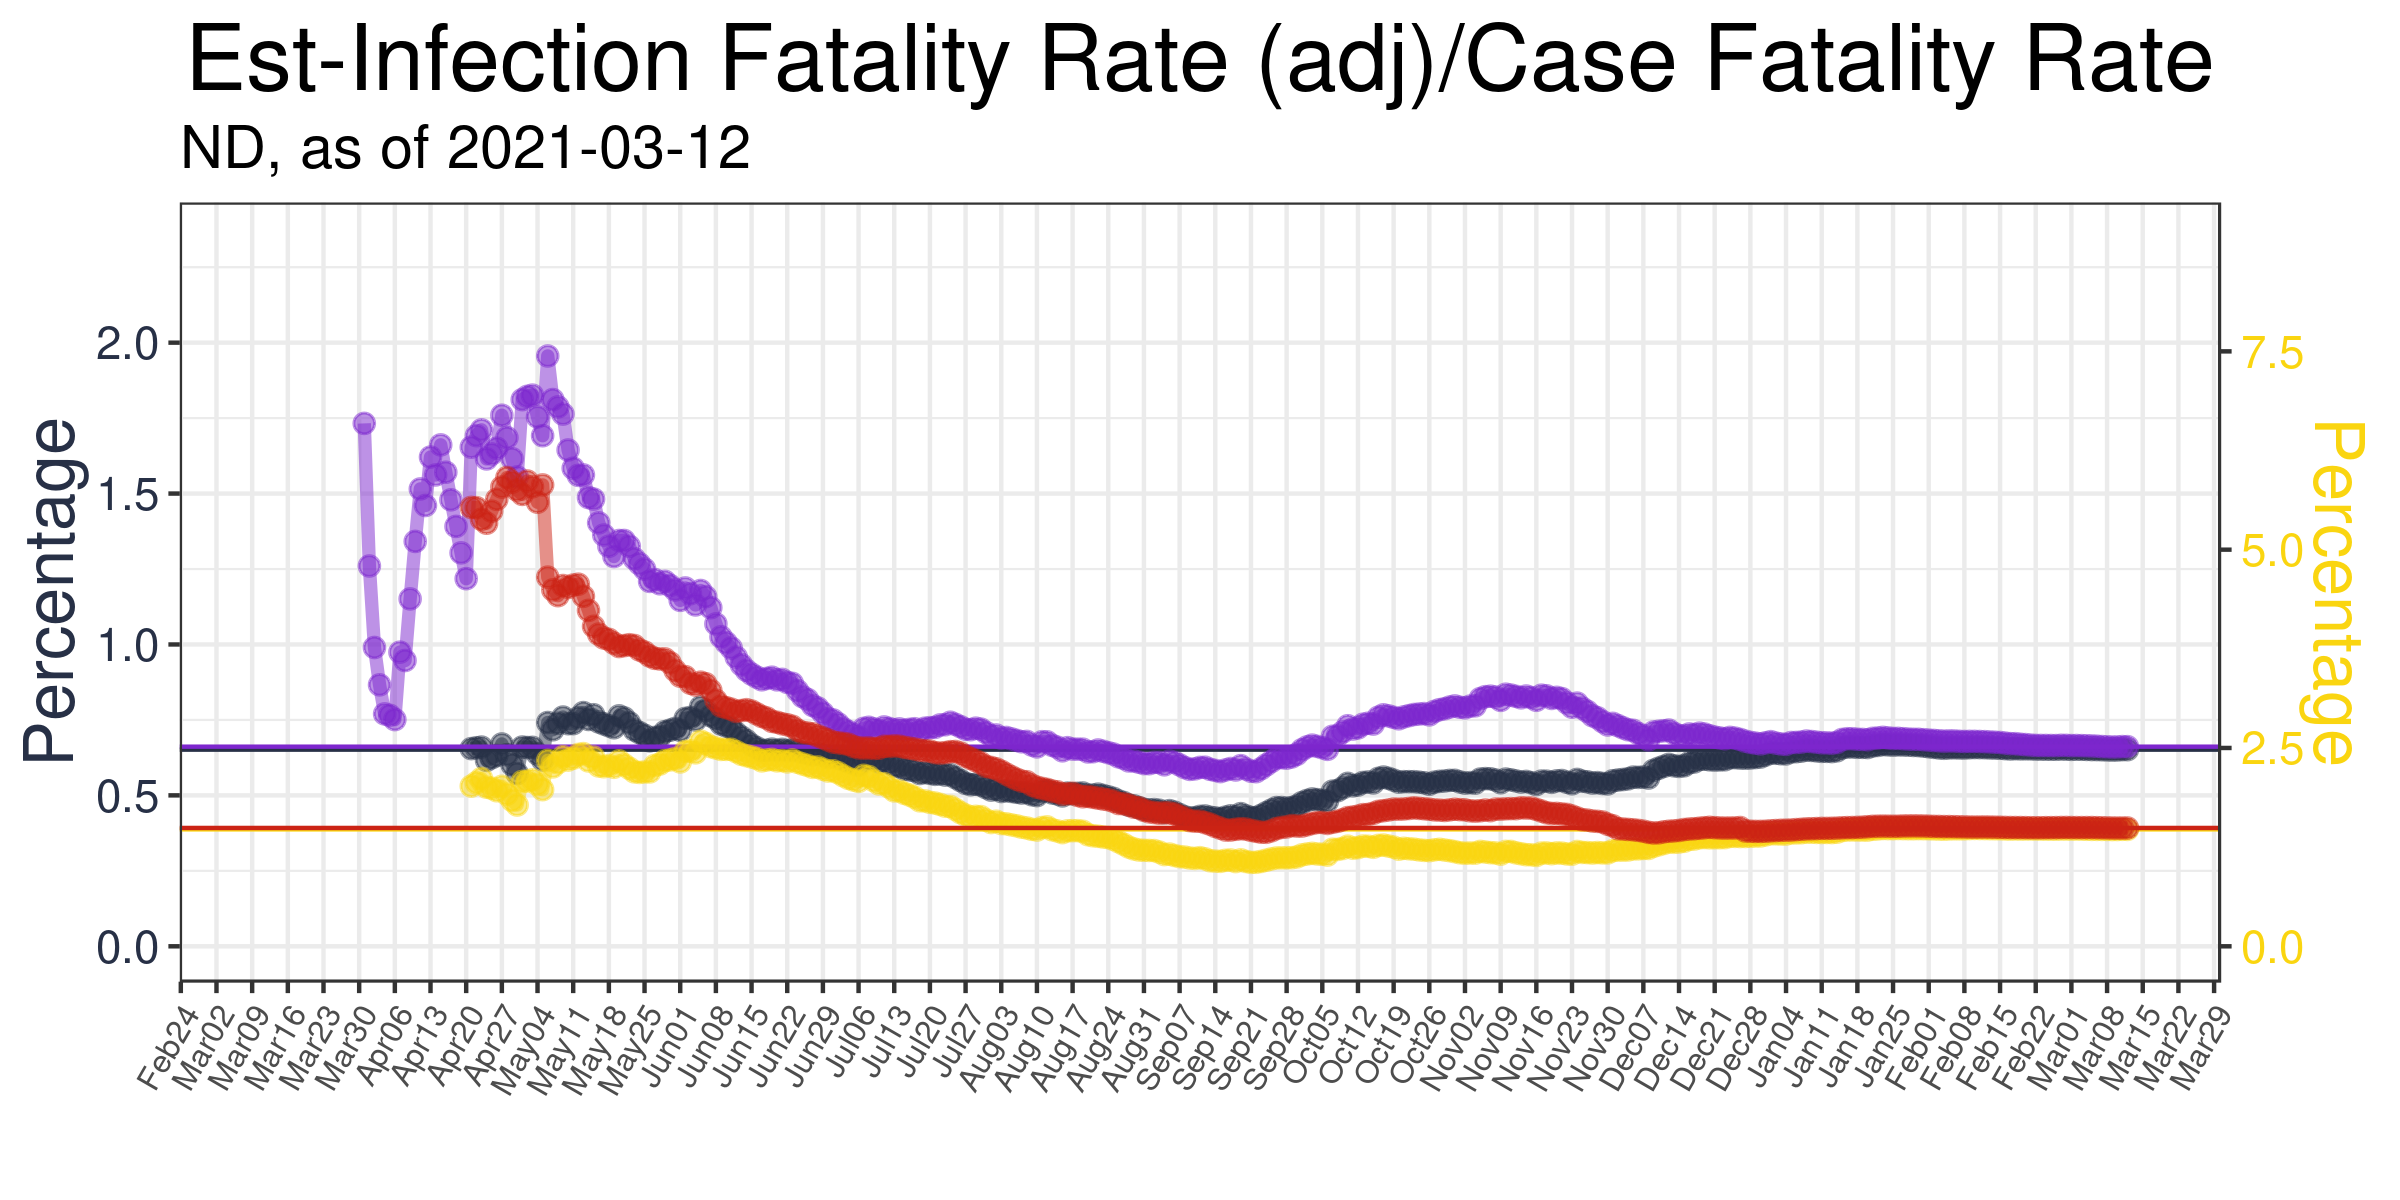 Est-Infection Fatality Rate (adj)/Case Fatality Rate
ND, as of 2021-03-12
Percentage
2.0
1.5
1.0
0.5
0.0
7.5
5.0
2.5
0.0
Percentage
Feb24 Mar02 Mar09 Mar16 Mar23 Mar30 Apr06 Apr13 Apr20 Apr27 May04 May11 May18 May25 Jun01 Jun08 Jun15 Jun22 Jun29 Jul06 Jul13 Jul20 Jul27 Aug03 Aug10 Aug17 Aug24 Aug31 Sep07 Sep14 Sep21 Sep28 Oct05 Oct12 Oct19 Oct26 Nov02 Nov09 Nov16 Nov23 Nov30 Dec07 Dec14 Dec21 Dec28 Jan04 Jan11 Jan18 Jan25 Feb01 Feb08 Feb15 Feb22 Mar01 Mar08 Mar15 Mar22 Mar29